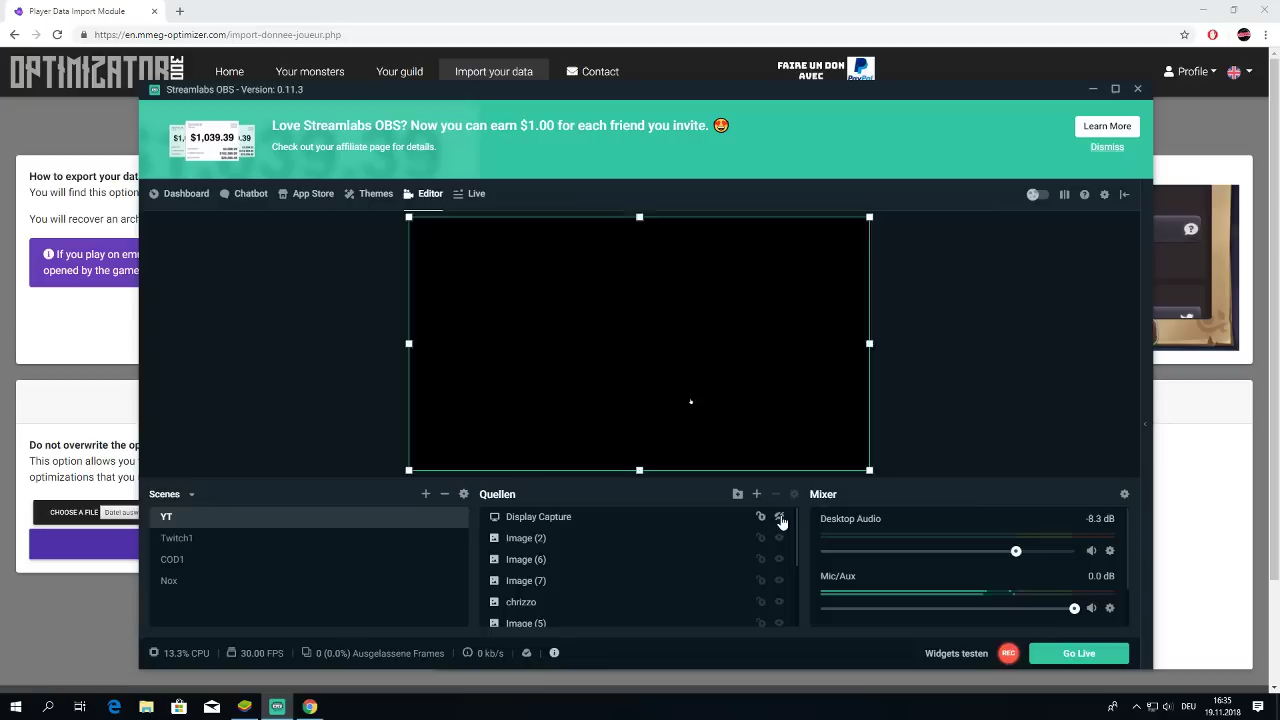 Player Data Import Module
https://en.mmeg-optimizer.com/import-donnee-joueur.php
OPTIMIZATOR
Home
Your monsters
Your guild
Import your data
Contact
FAIRE UN DON
AVEC
PayPal
Profile
Streamlabs OBS - Version: 0.11.3
$1,039.39
Love Streamlabs OBS? Now you can earn $1.00 for each friend you invite.
Check out your affiliate page for details.
Learn More
Dismiss
How to export your dat
You will find this option
You will recover an arch
If you play on emu
opened by the game
Dashboard
Chatbot
App Store
Themes
Editor
Live
Do not overwrite the op
This option allows you
optimizations that you
CHOOSE A FILE
Datei ausw
Scenes
YT
Twitch1
COD1
Nox
Quellen
Display Capture
Image (2)
Image (6)
Image (7)
chrizzo
Image (5)
Mixer
Desktop Audio
-8.3 dB
Mic/Aux
0.0 dB
13.3% CPU
30.00 FPS
0 (0.0%) Ausgelassene Frames
0 kb/s
Widgets testen
REC
Go Live
DEU
16:35
19.11.2018